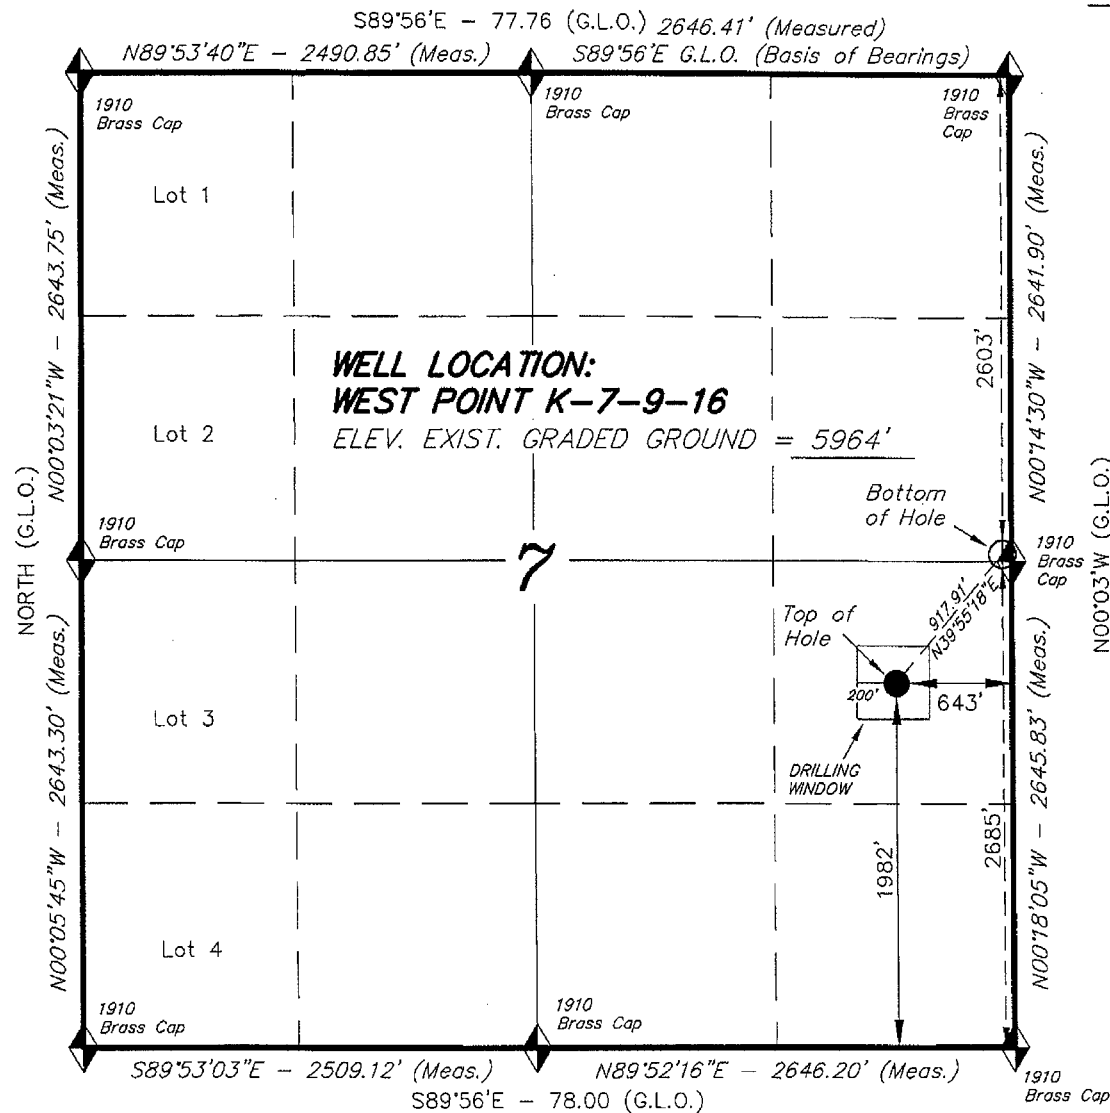 S89°56'E – 77.76 (G.L.O.) 2646.41' (Measured)
N89°53'40"E – 2490.85' (Meas.)
S89°56'E G.L.O. (Basis of Bearings)
1910
Brass Cap
1910
Brass Cap
1910
Brass
Cap
Lot 1
N00°03'21"W – 2643.75' (Meas.)
N00°14'30"W – 2641.90' (Meas.)
2603'
WELL LOCATION:
WEST POINT K–7–9–16
ELEV. EXIST. GRADED GROUND = 5964'
Lot 2
Bottom
of Hole
NORTH (G.L.O.)
N00°03'W (G.L.O.)
1910
Brass Cap
7
1910
Brass
Cap
917.91'
N39°55'18"E
Top of
Hole
200'
643'
DRILLING
WINDOW
Lot 3
N00°05'45"W – 2643.30' (Meas.)
N00°18'05"W – 2645.83' (Meas.)
1982'
2685'
Lot 4
1910
Brass Cap
1910
Brass Cap
1910
Brass Cap
S89°53'03"E – 2509.12' (Meas.)
N89°52'16"E – 2646.20' (Meas.)
S89°56'E – 78.00 (G.L.O.)